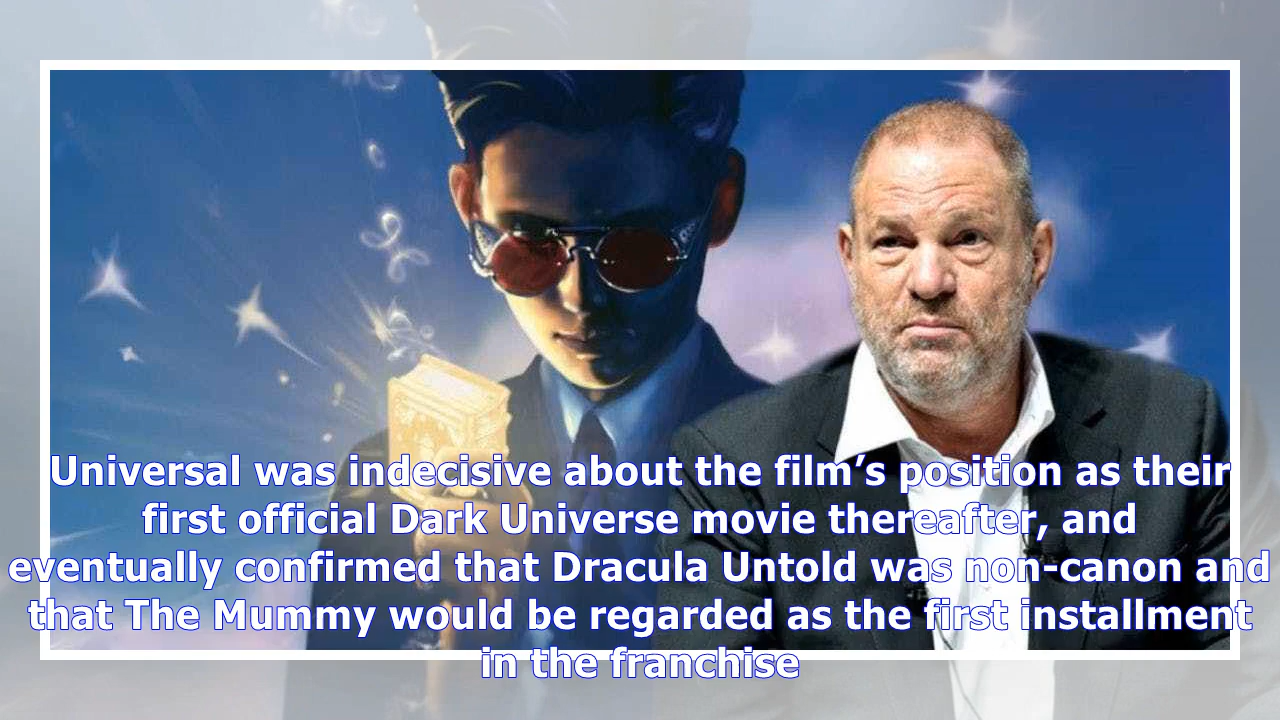 Universal was indecisive about the film’s position as their
first official Dark Universe movie thereafter, and
eventually confirmed that Dracula Untold was non-canon and
that The Mummy would be regarded as the first installment
in the franchise